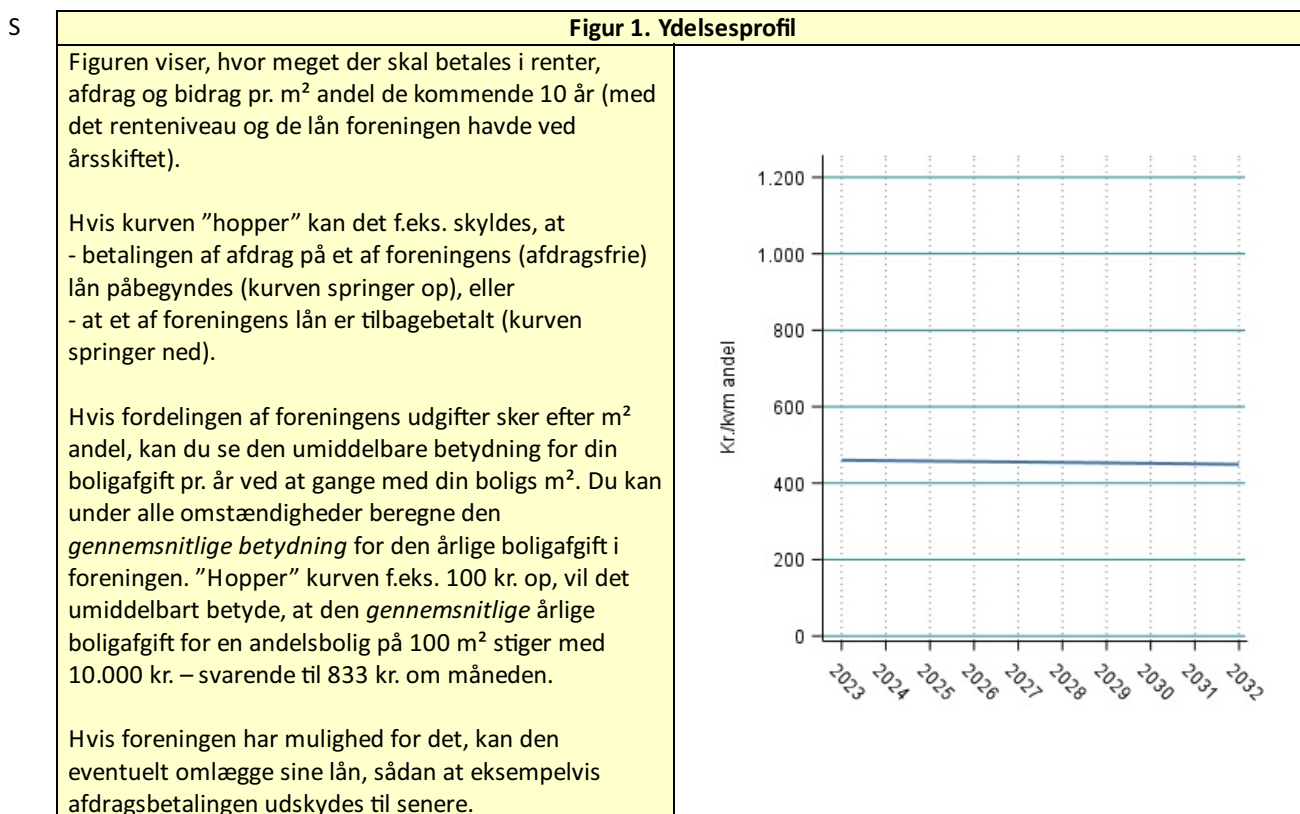 S
Figur 1. Ydelsesprofil
Figuren viser, hvor meget der skal betales i renter,
afdrag og bidrag pr. m² andel de kommende 10 år (med
det renteniveau og de lån foreningen havde ved
årsskiftet).
Hvis kurven ”hopper” kan det f.eks. skyldes, at
- betalingen af afdrag på et af foreningens (afdragsfrie)
lån påbegyndes (kurven springer op), eller
- at et af foreningens lån er tilbagebetalt (kurven
springer ned).
Hvis fordelingen af foreningens udgifter sker efter m²
andel, kan du se den umiddelbare betydning for din
boligafgift pr. år ved at gange med din boligs m². Du kan
under alle omstændigheder beregne den
gennemsnitlige betydning for den årlige boligafgift i
foreningen. ”Hopper” kurven f.eks. 100 kr. op, vil det
umiddelbart betyde, at den gennemsnitlige årlige
boligafgift for en andelsbolig på 100 m² stiger med
10.000 kr. – svarende til 833 kr. om måneden.
Hvis foreningen har mulighed for det, kan den
eventuelt omlægge sine lån, sådan at eksempelvis
afdragsbetalingen udskydes til senere.
Kr./kvm andel
1.200
1.000
800
600
400
200
0
2023
2024
2025
2026
2027
2028
2029
2030
2031
2032